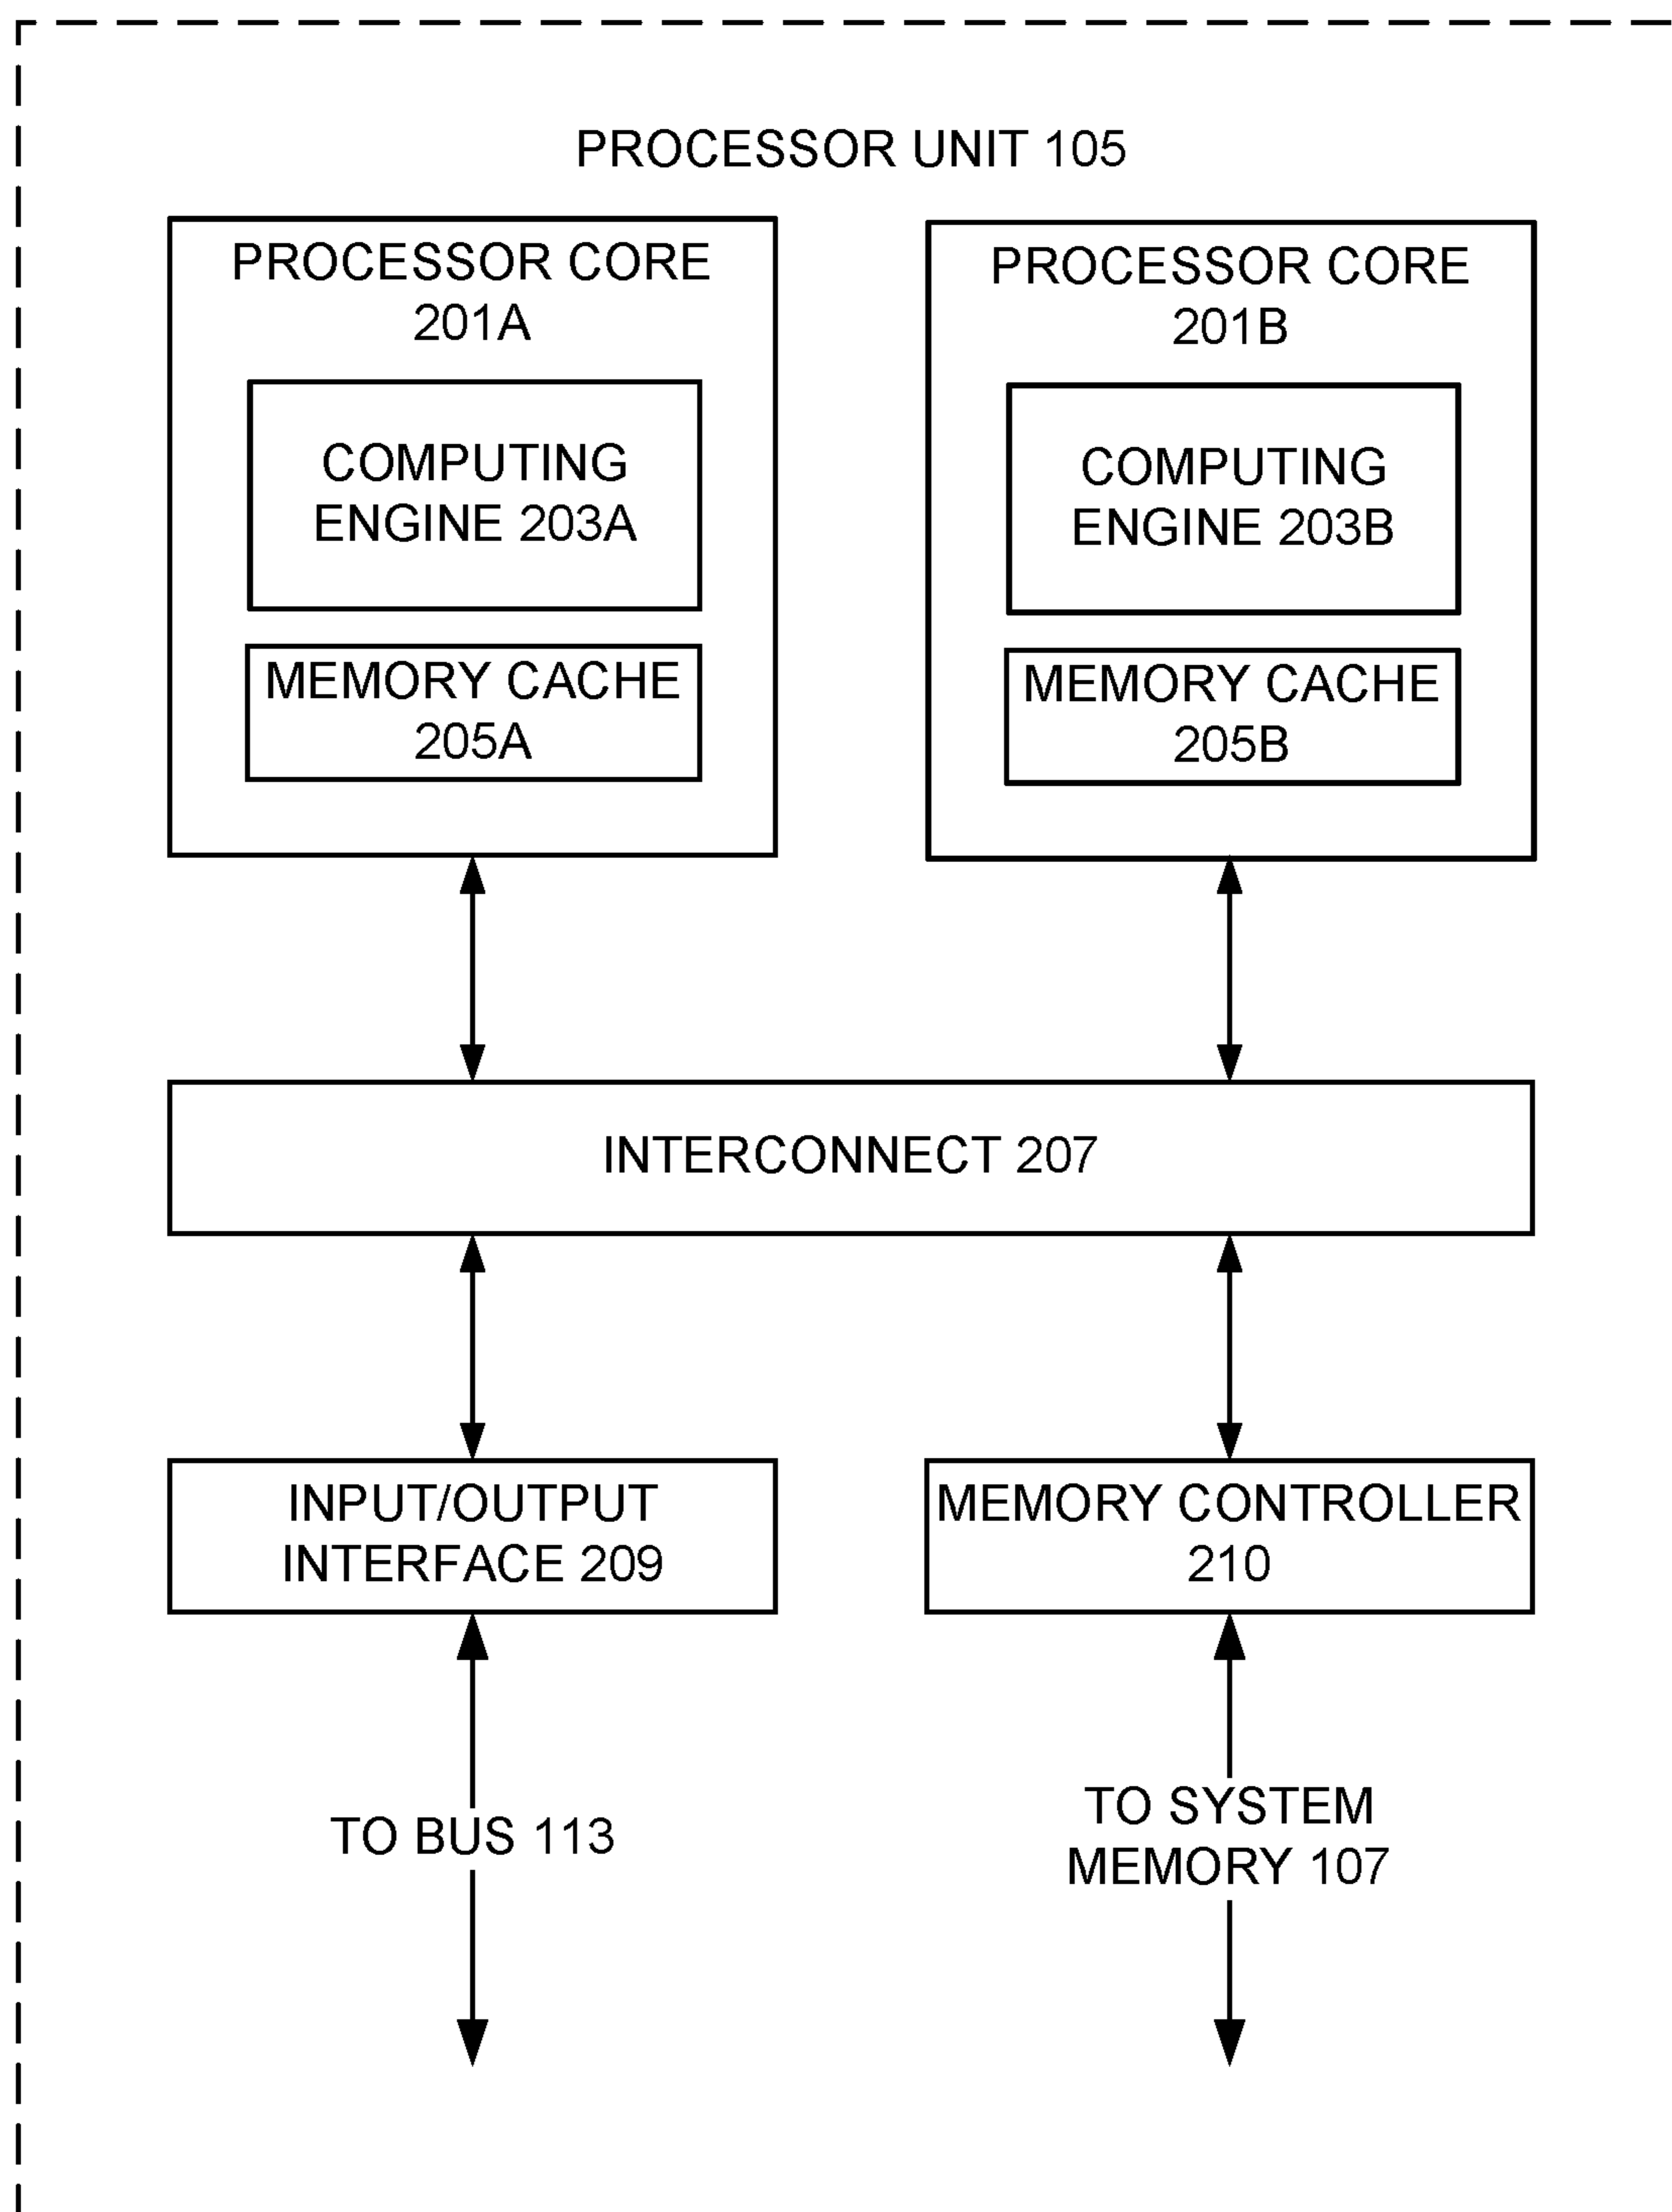 PROCESSOR UNIT 105
PROCESSOR CORE
201A
COMPUTING
ENGINE 203A
MEMORY CACHE
205A
PROCESSOR CORE
201B
COMPUTING
ENGINE 203B
MEMORY CACHE
205B
INTERCONNECT 207
INPUT/OUTPUT
INTERFACE 209
MEMORY CONTROLLER
210
TO BUS 113
TO SYSTEM
MEMORY 107